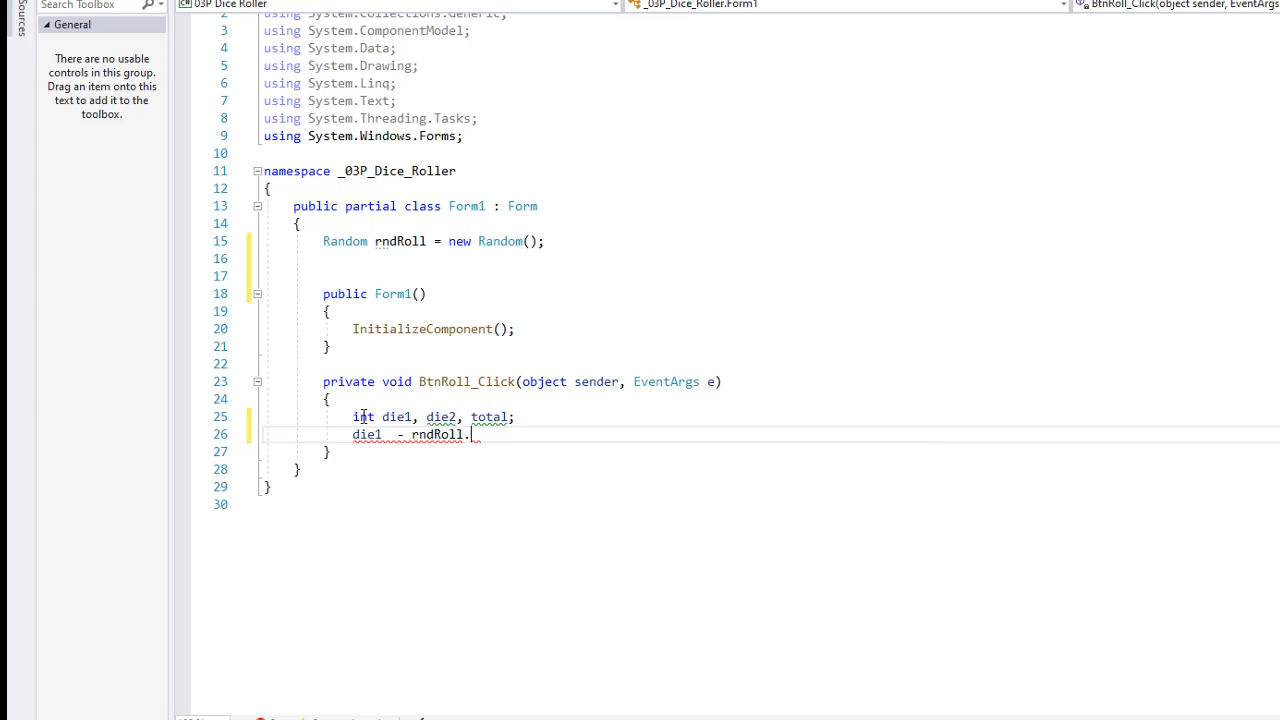 Search Toolbox
03P Dice Roller
_03P_Dice_Roller.Form1
BtnRoll_Click(object sender, EventArgs
Sources
General
There are no usable
controls in this group.
Drag an item onto this
text to add it to the
toolbox.
2 using System.Collections.Generic;
3 using System.ComponentModel;
4 using System.Data;
5 using System.Drawing;
6 using System.Linq;
7 using System.Text;
8 using System.Threading.Tasks;
9 using System.Windows.Forms;
10
11 namespace _03P_Dice_Roller
12 {
13 public partial class Form1 : Form
14 {
15 Random rndRoll = new Random();
16
17
18 public Form1()
19 {
20 InitializeComponent();
21 }
22
23 private void BtnRoll_Click(object sender, EventArgs e)
24 {
25 int die1, die2, total;
26 die1  - rndRoll.
27 }
28 }
29 }
30